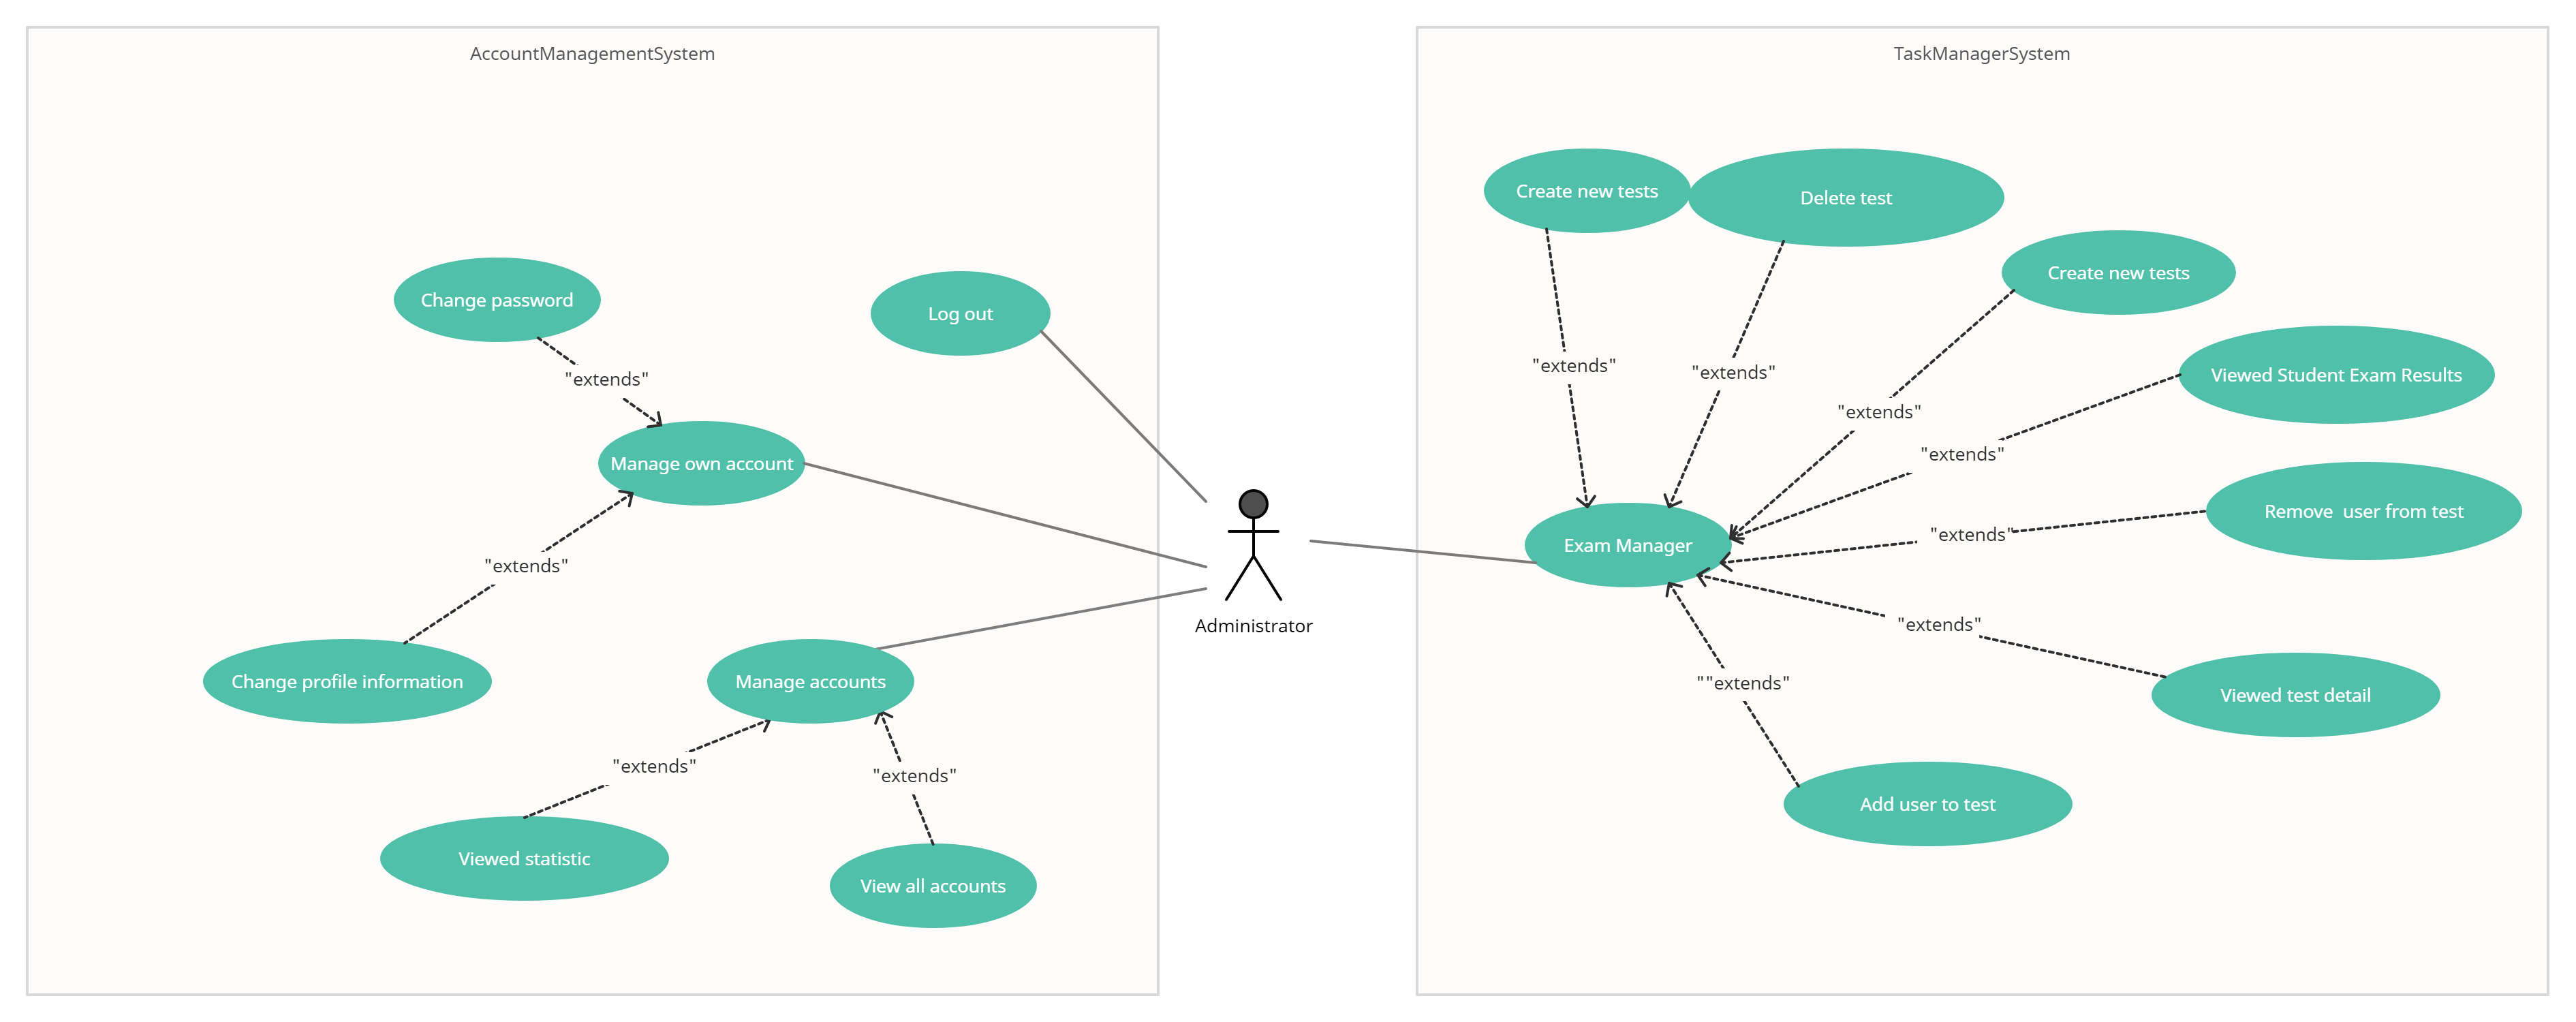 AccountManagementSystem
Change password
Log out
"extends"
Manage own account
"extends"
Change profile information
Manage accounts
"extends"
"extends"
Viewed statistic
View all accounts
Administrator
TaskManagerSystem
Create new tests
Delete test
Create new tests
"extends"
"extends"
Viewed Student Exam Results
"extends"
"extends"
Remove  user from test
"extends"
Exam Manager
"extends"
""extends"
Viewed test detail
Add user to test